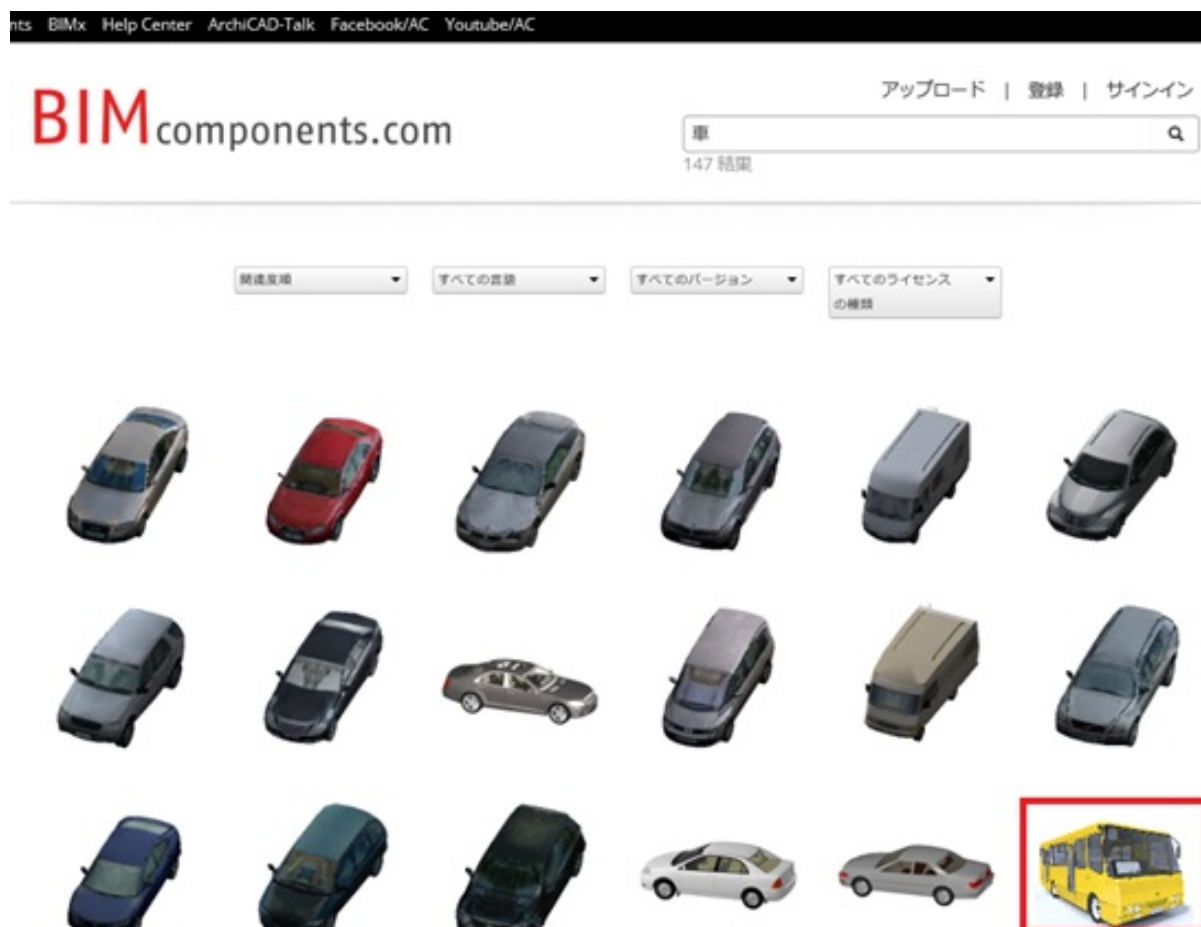 nts BIMx Help Center ArchiCAD-Talk Facebook/AC Youtube/AC
アップロード | 登録 | サインイン
BIMcomponents.com
車
147 結果
関連度順 すべての言語 すべてのバージョン すべてのライセンス
の種類